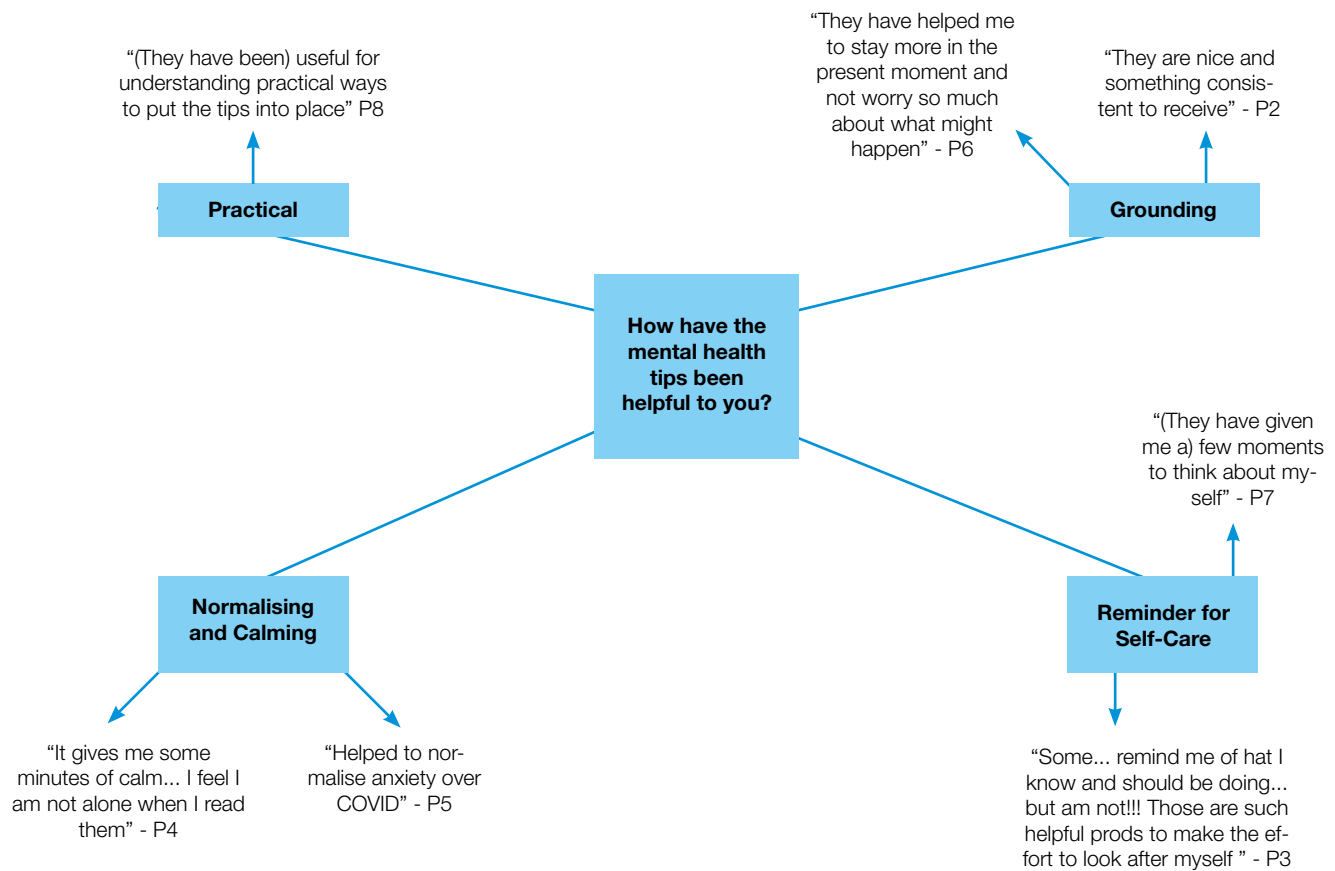 “(They have been) useful for
understanding practical ways
to put the tips into place” P8
“They have helped me
to stay more in the
present moment and
not worry so much
about what might
happen” - P6
“They are nice and
something consis-
tent to receive” - P2
Practical
Grounding
How have the
mental health
tips been
helpful to you?
“(They have given
me a) few moments
to think about my-
self” - P7
Normalising
and Calming
Reminder for
Self-Care
“It gives me some
minutes of calm... I feel I
am not alone when I read
them” - P4
“Helped to nor-
malise anxiety over
COVID” - P5
“Some... remind me of hat I
know and should be doing...
but am not!!! Those are such
helpful prods to make the ef-
fort to look after myself ” - P3